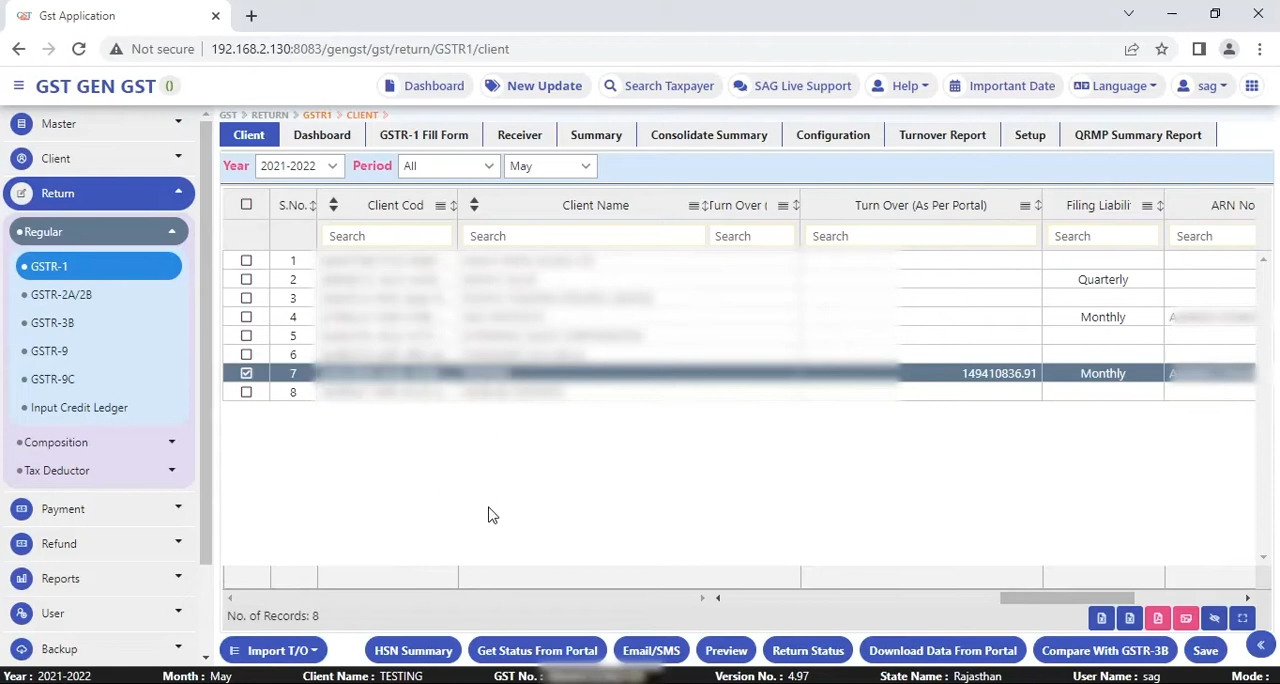 Gst Application
Not secure 192.168.2.130:8083/gengst/gst/return/GSTR1/client
GST GEN GST () Dashboard New Update Search Taxpayer SAG Live Support Help Important Date Language sag
GST > RETURN > GSTR1 > CLIENT >
Client Dashboard GSTR-1 Fill Form Receiver Summary Consolidate Summary Configuration Turnover Report Setup QRMP Summary Report
Year 2021-2022 Period All May
Master
Client
Return
Regular
GSTR-1
GSTR-2A/2B
GSTR-3B
GSTR-9
GSTR-9C
Input Credit Ledger
Composition
Tax Deductor
Payment
Refund
Reports
User
Backup
S.No. Client Cod Client Name Turn Over ( Turn Over (As Per Portal) Filing Liabilit ARN No
Search Search Search Search Search Search
1
2 Quarterly
3
4 Monthly
5
6
7 149410836.91 Monthly
8
No. of Records: 8
Import T/O HSN Summary Get Status From Portal Email/SMS Preview Return Status Download Data From Portal Compare With GSTR-3B Save
Year : 2021-2022 Month : May Client Name : TESTING GST No. : Version No. : 4.97 State Name : Rajasthan User Name : sag Mode :